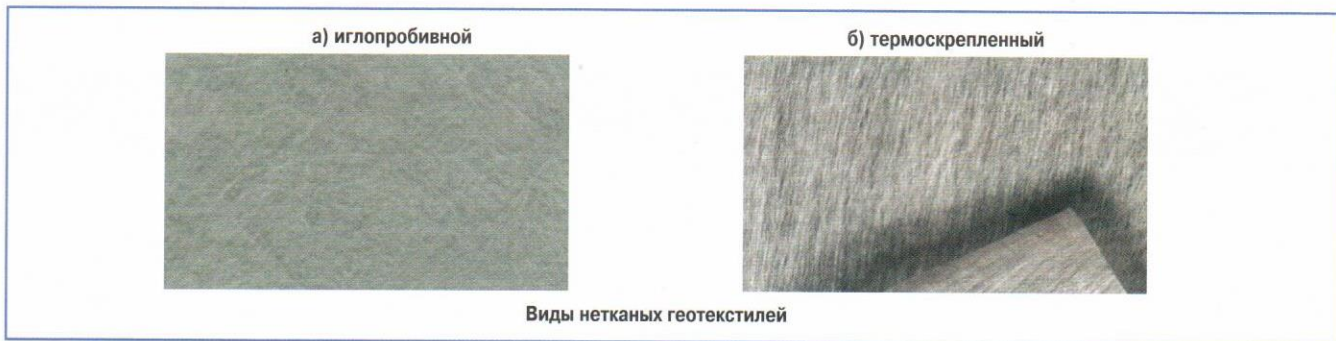 а) иглопробивной
б) термоскрепленный
Виды нетканых геотекстилей